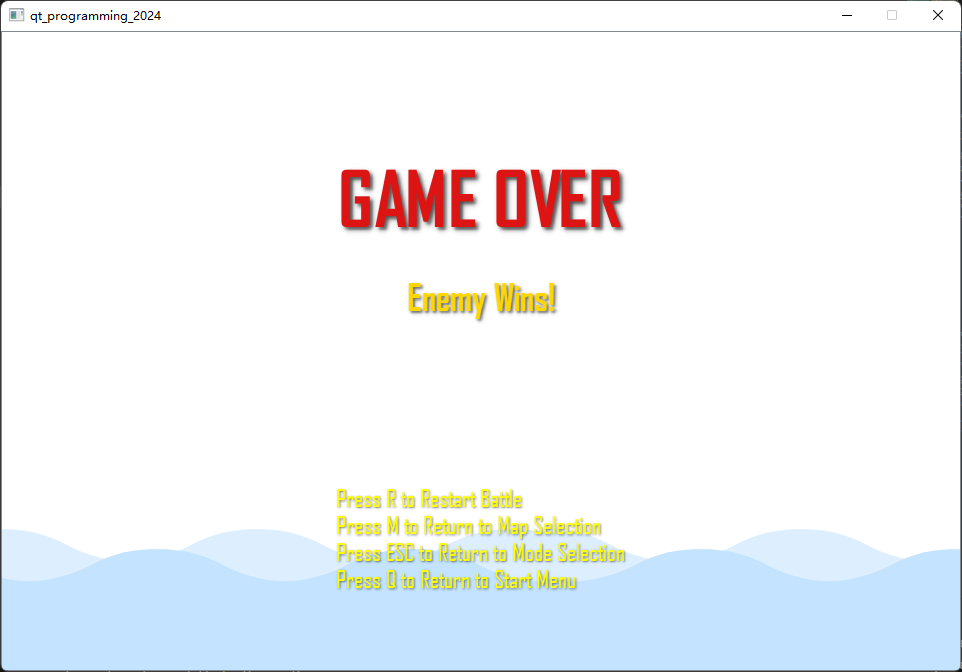 qt_programming_2024
GAME OVER
Enemy Wins!
Press R to Restart Battle
Press M to Return to Map Selection
Press ESC to Return to Mode Selection
Press Q to Return to Start Menu